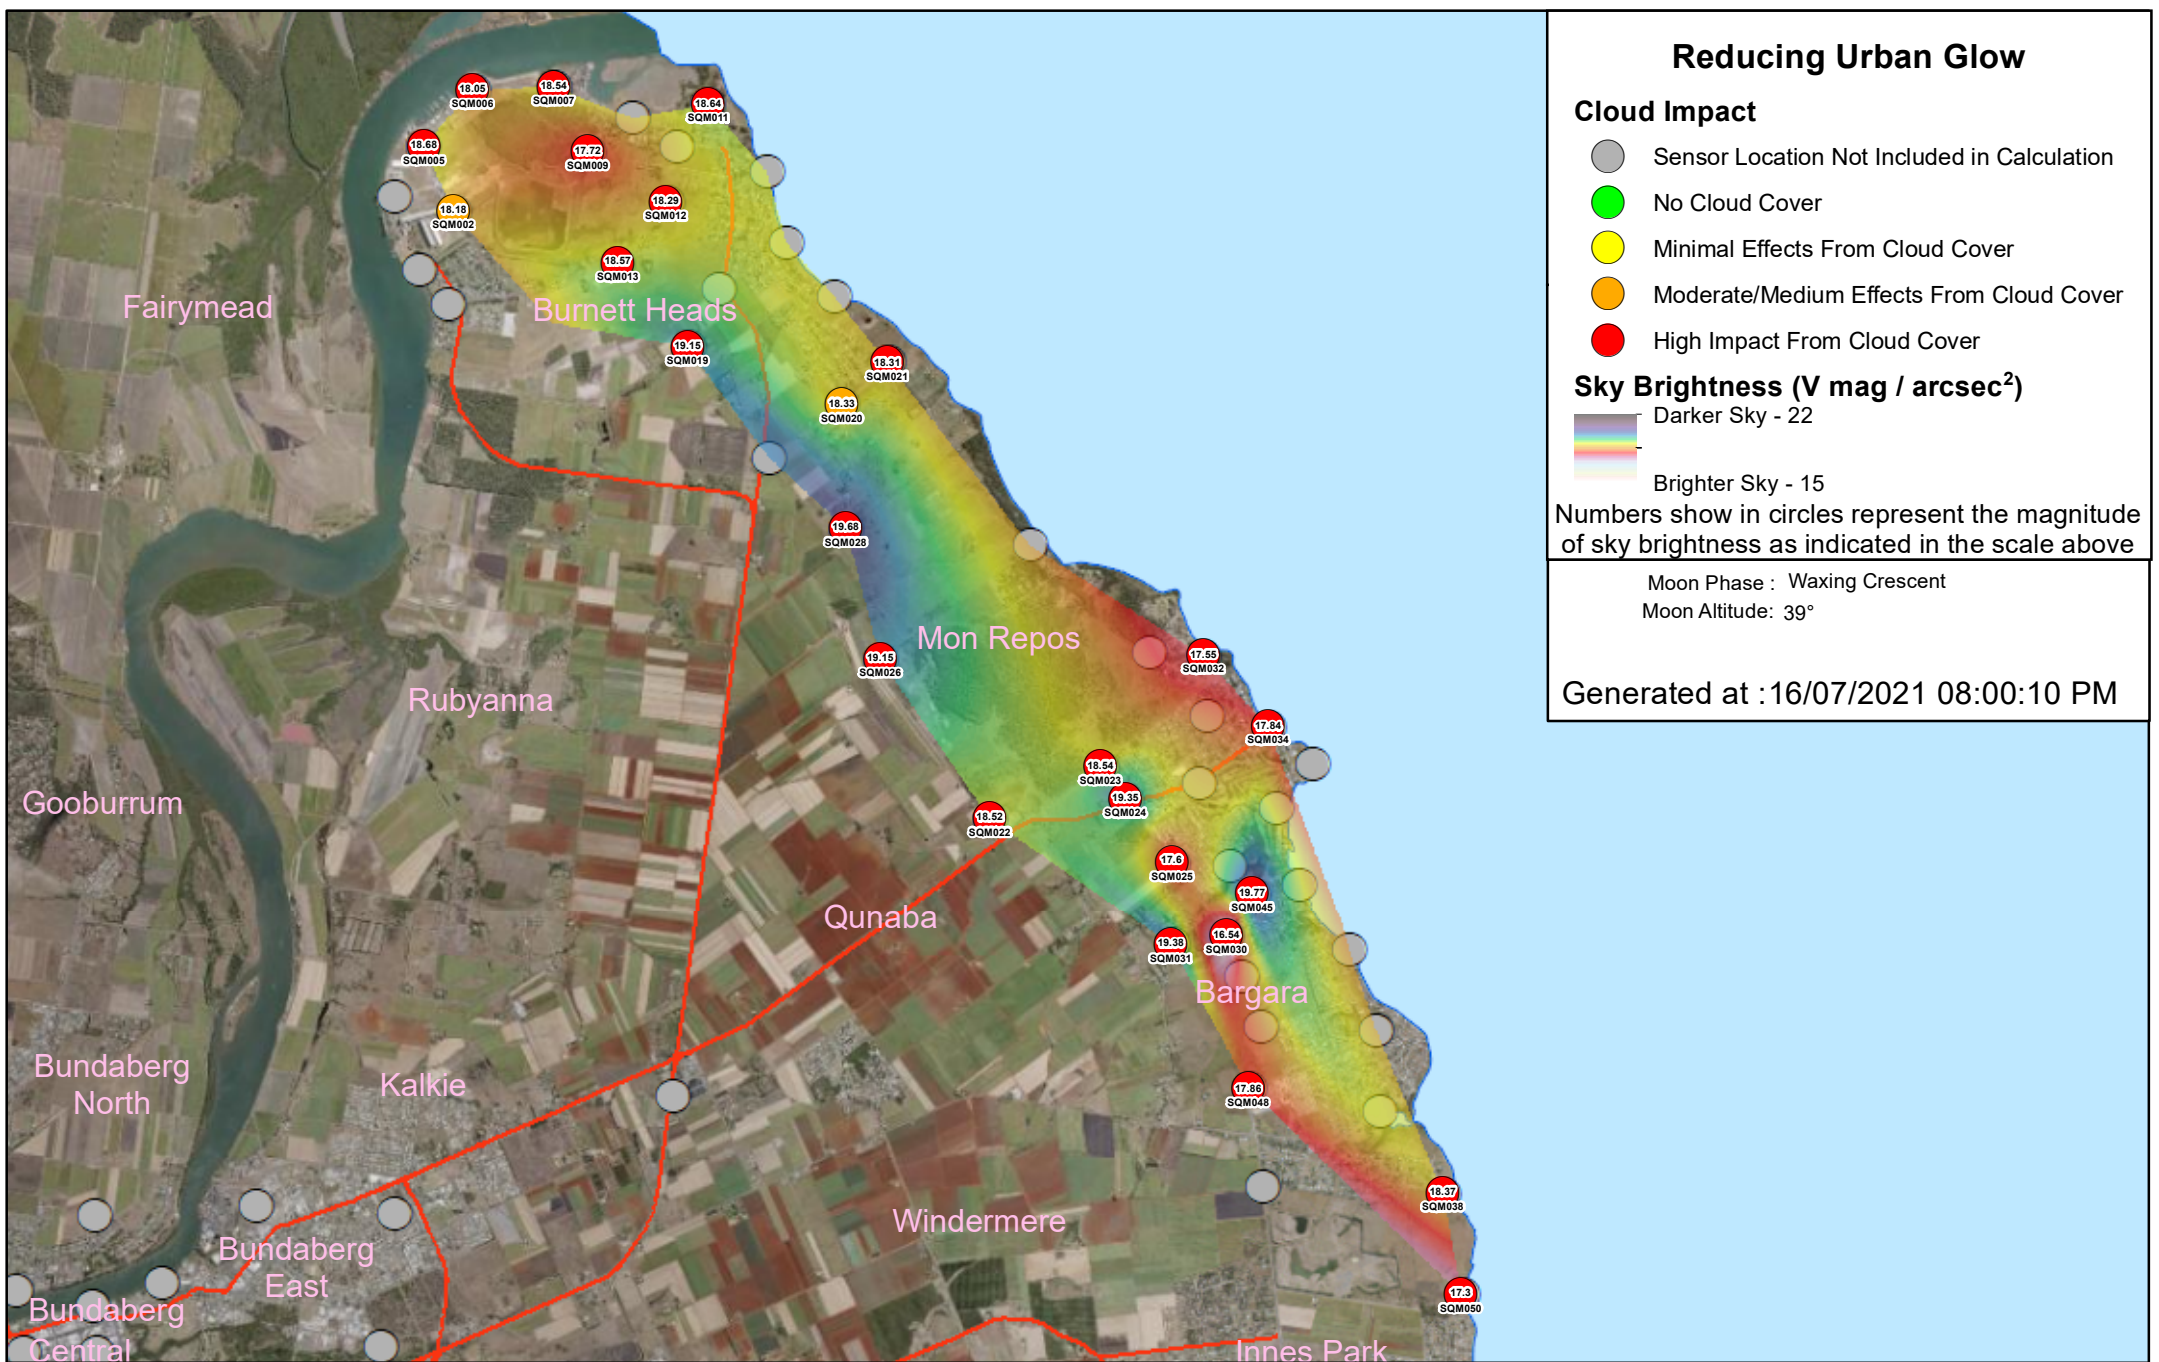 Reducing Urban Glow
Cloud Impact
Sensor Location Not Included in Calculation
No Cloud Cover
Minimal Effects From Cloud Cover
Moderate/Medium Effects From Cloud Cover
High Impact From Cloud Cover
Sky Brightness (V mag / arcsec²)
Darker Sky - 22
Brighter Sky - 15
Numbers show in circles represent the magnitude
of sky brightness as indicated in the scale above
Moon Phase : Waxing Crescent
Moon Altitude: 39°
Generated at :16/07/2021 08:00:10 PM
18.05
SQM006
18.54
SQM007
18.64
SQM011
18.68
SQM005
17.72
SQM009
18.18
SQM002
18.29
SQM012
18.57
SQM013
Fairymead
Burnett Heads
19.15
SQM019
18.31
SQM021
18.33
SQM020
19.68
SQM028
Mon Repos
19.15
SQM026
17.55
SQM032
Rubyanna
17.84
SQM034
18.54
SQM023
19.35
SQM024
Gooburrum
18.52
SQM022
17.6
SQM025
19.77
SQM045
Qunaba
16.54
SQM030
19.38
SQM031
Bargara
Bundaberg
North
Kalkie
17.86
SQM048
18.37
SQM038
Windermere
Bundaberg
East
17.3
SQM050
Bundaberg
Central
Innes Park